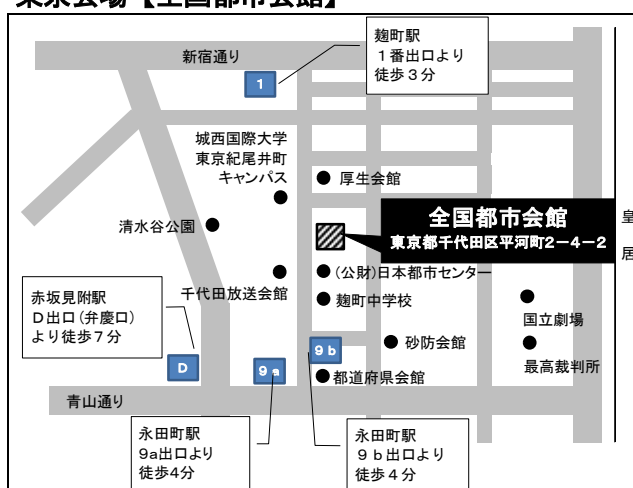 東京会場【全国都市会館】
麹町駅
１番出口より
徒歩３分
新宿通り
1
城西国際大学
東京紀尾井町
キャンパス
厚生会館
全国都市会館
東京都千代田区平河町2－4－2
皇
居
清水谷公園
(公財)日本都市センター
千代田放送会館
麹町中学校
赤坂見附駅
D出口（弁慶口）
より徒歩７分
国立劇場
9 b
砂防会館
D
9 a
最高裁判所
都道府県会館
青山通り
永田町駅
9a出口より
徒歩4分
永田町駅
９ｂ出口より
徒歩４分